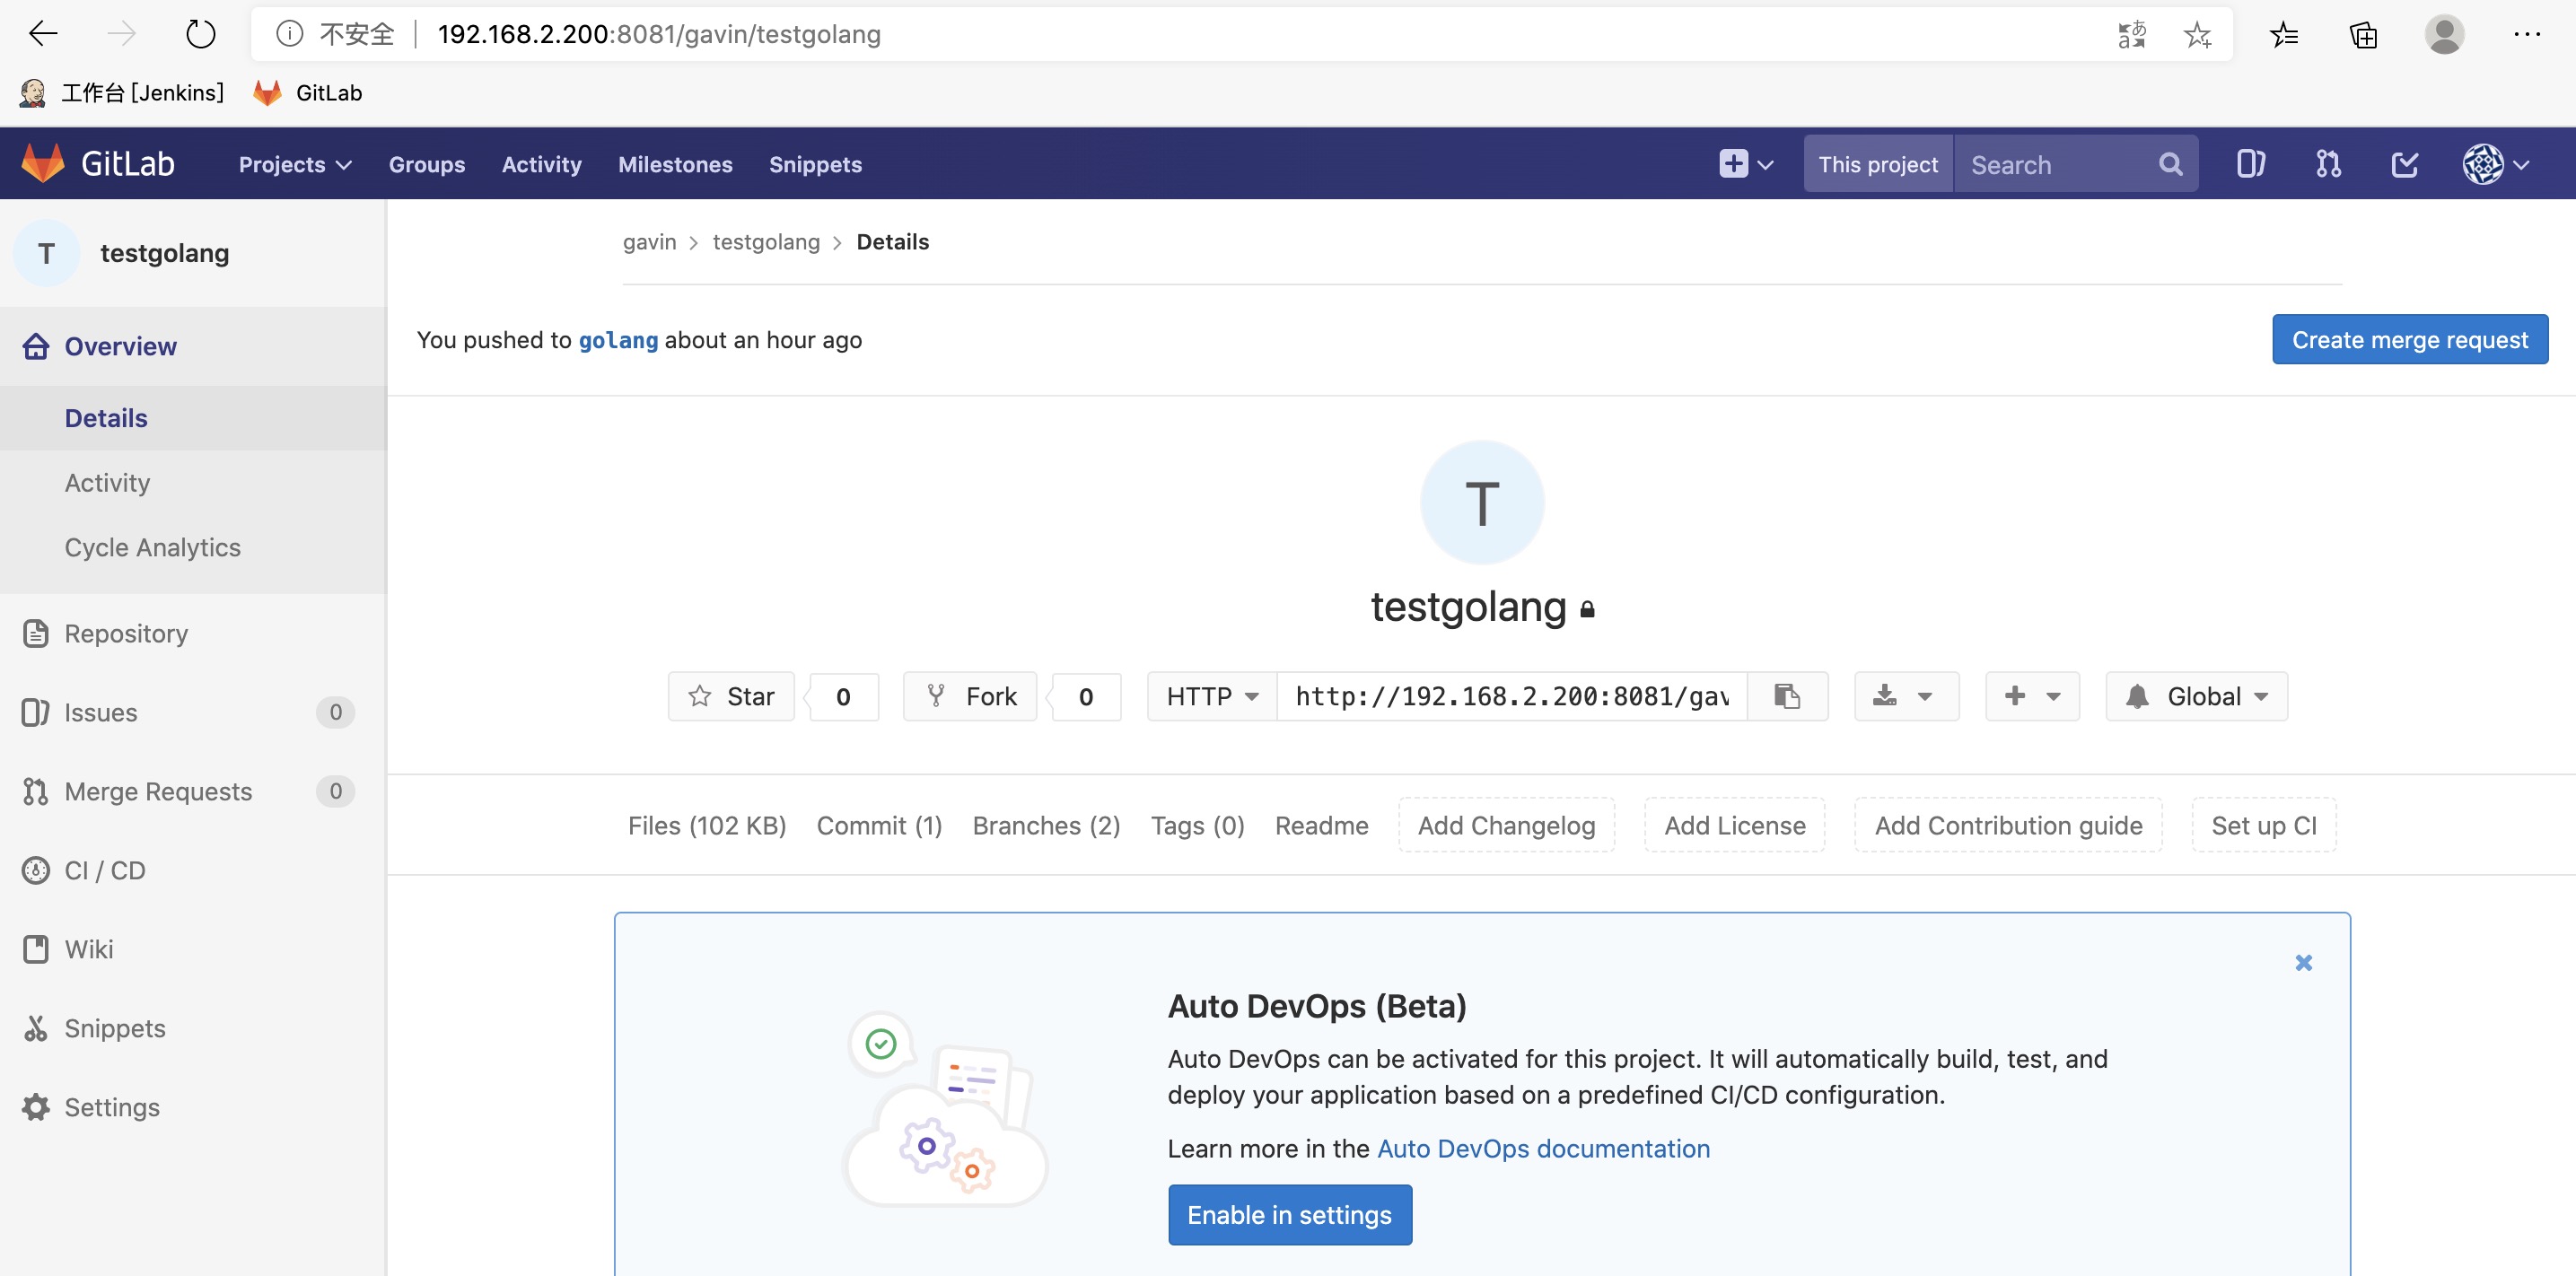 不安全 192.168.2.200:8081/gavin/testgolang
工作台 [Jenkins] GitLab
GitLab Projects Groups Activity Milestones Snippets This project Search
T testgolang
Overview
Details
Activity
Cycle Analytics
Repository
Issues 0
Merge Requests 0
CI / CD
Wiki
Snippets
Settings
gavin > testgolang > Details
You pushed to golang about an hour ago Create merge request
T
testgolang
Star 0 Fork 0 HTTP http://192.168.2.200:8081/gav Global
Files (102 KB) Commit (1) Branches (2) Tags (0) Readme Add Changelog Add License Add Contribution guide Set up CI
Auto DevOps (Beta)
Auto DevOps can be activated for this project. It will automatically build, test, and
deploy your application based on a predefined CI/CD configuration.
Learn more in the Auto DevOps documentation
Enable in settings